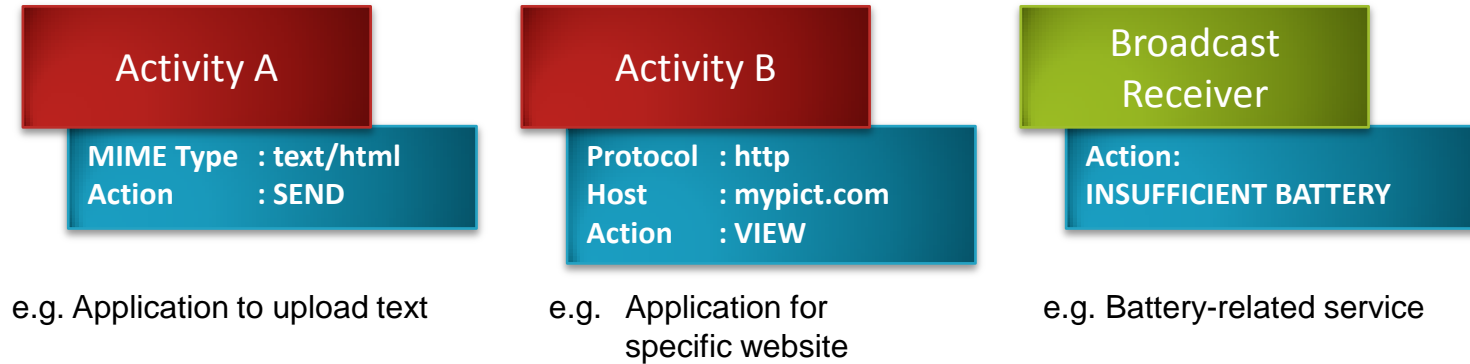 Activity A
MIME Type : text/html
Action : SEND
e.g. Application to upload text
Activity B
Protocol : http
Host : mypict.com
Action : VIEW
e.g. Application for
specific website
Broadcast
Receiver
Action:
INSUFFICIENT BATTERY
e.g. Battery-related service